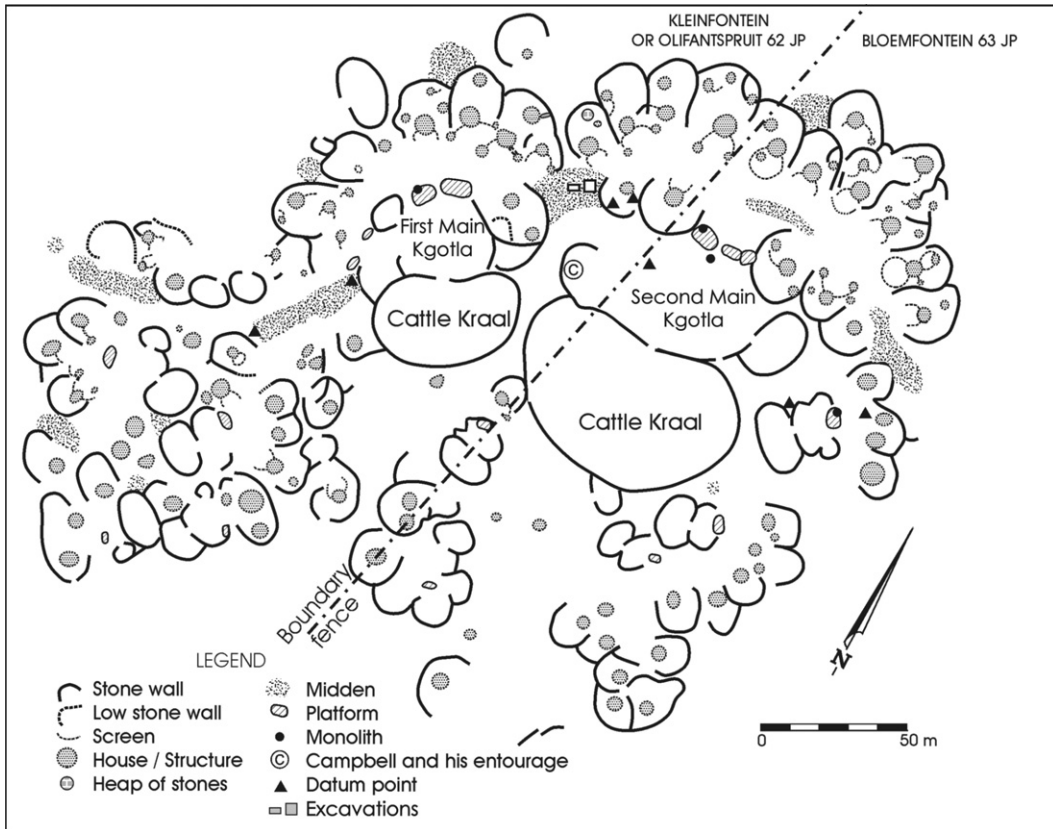 KLEINFONTEIN
OR OLIFANTSPRUIT 62 JP
BLOEMFONTEIN 63 JP
First Main
Kgotla
Cattle Kraal
C
Second Main
Kgotla
Cattle Kraal
Boundary
fence
N
LEGEND
Stone wall
Low stone wall
Screen
House / Structure
Heap of stones
Midden
Platform
Monolith
C
Campbell and his entourage
Datum point
Excavations
0
50 m